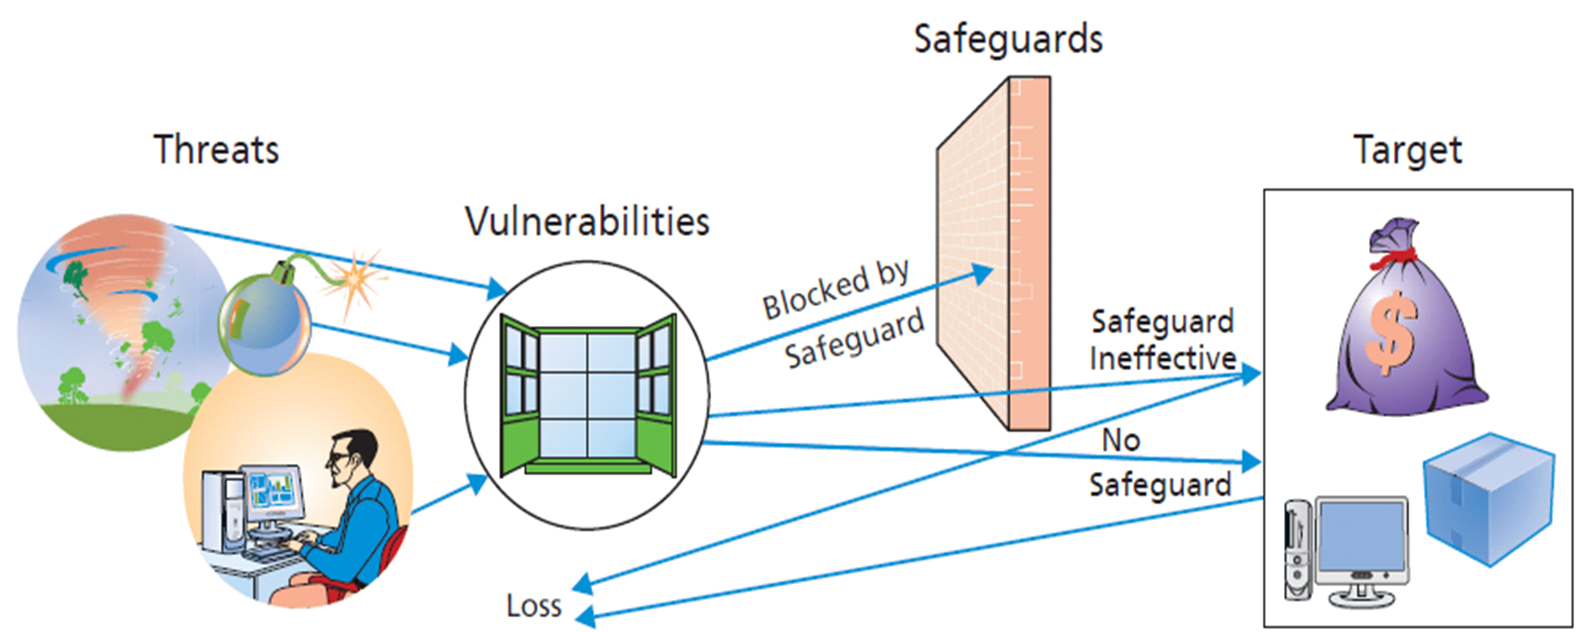 Safeguards
Threats
Target
Vulnerabilities
Blocked by
Safeguard
Safeguard
Ineffective
$
No
Safeguard
Loss